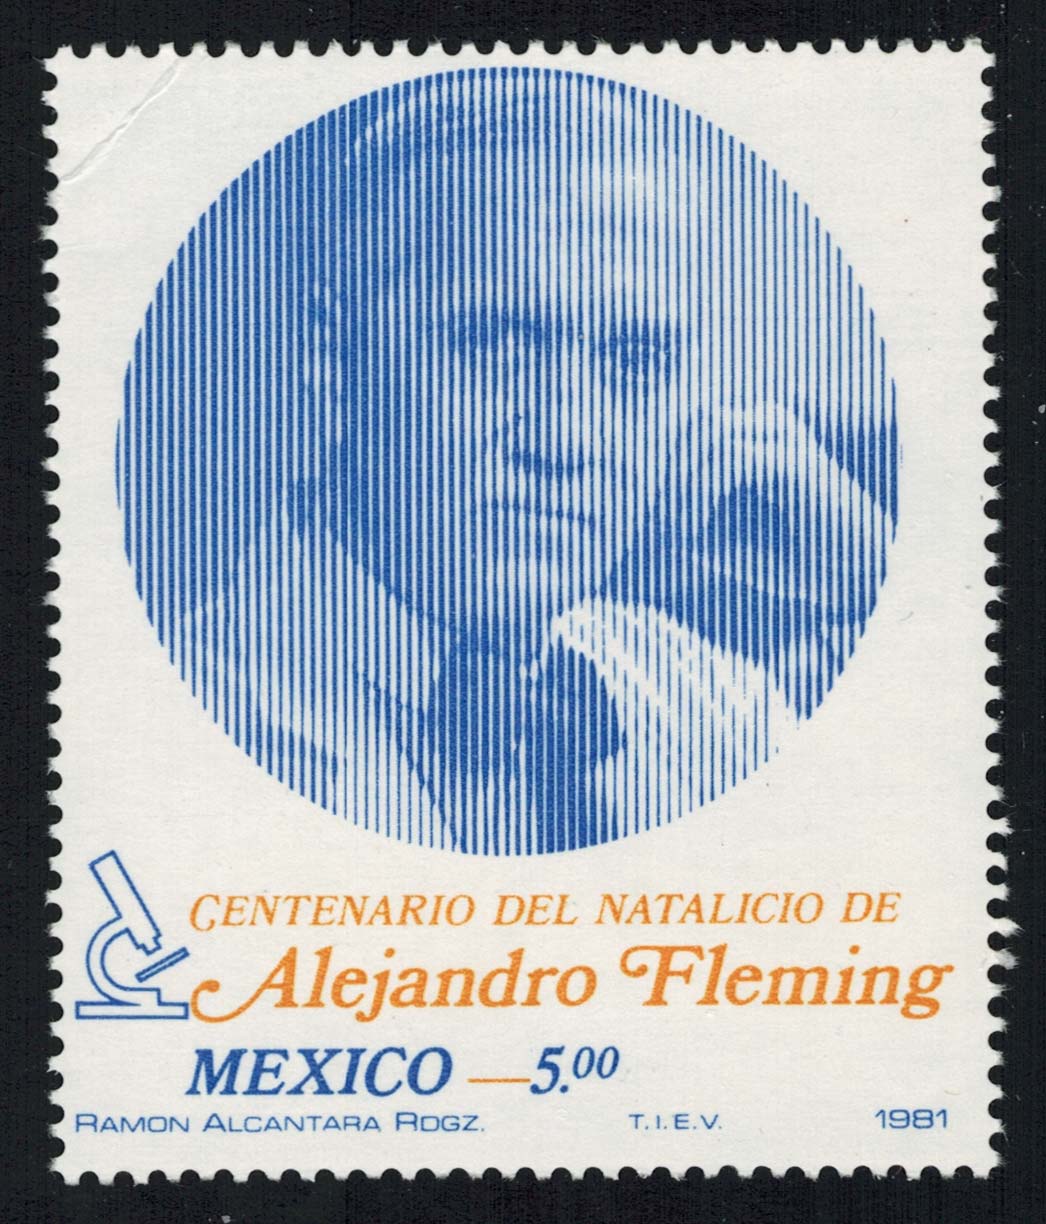 CENTENARIO DEL NATALICIO DE
Alejandro Fleming
MEXICO —5.00
RAMON ALCANTARA RDGZ. T.I.E.V. 1981